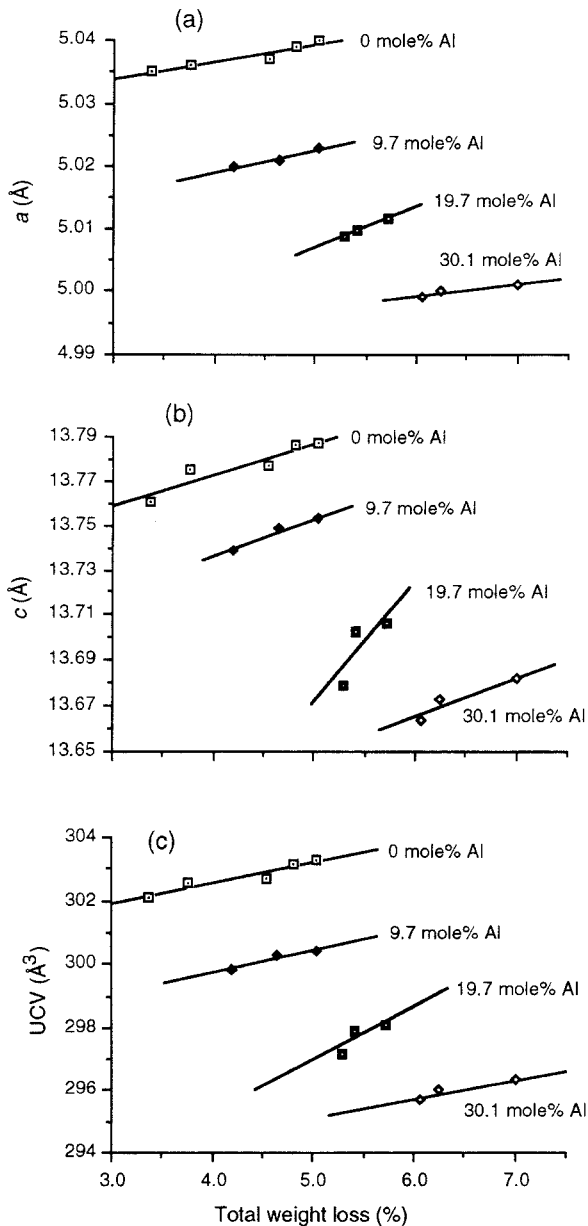 (a)
5.04
5.03
5.02
5.01
5.00
4.99
a (Å)
0 mole% Al
9.7 mole% Al
19.7 mole% Al
30.1 mole% Al
(b)
13.79
13.77
13.75
13.73
13.71
13.69
13.67
13.65
c (Å)
0 mole% Al
9.7 mole% Al
19.7 mole% Al
30.1 mole% Al
(c)
304
302
300
298
296
294
UCV (Å3)
0 mole% Al
9.7 mole% Al
19.7 mole% Al
30.1 mole% Al
3.0 4.0 5.0 6.0 7.0
Total weight loss (%)